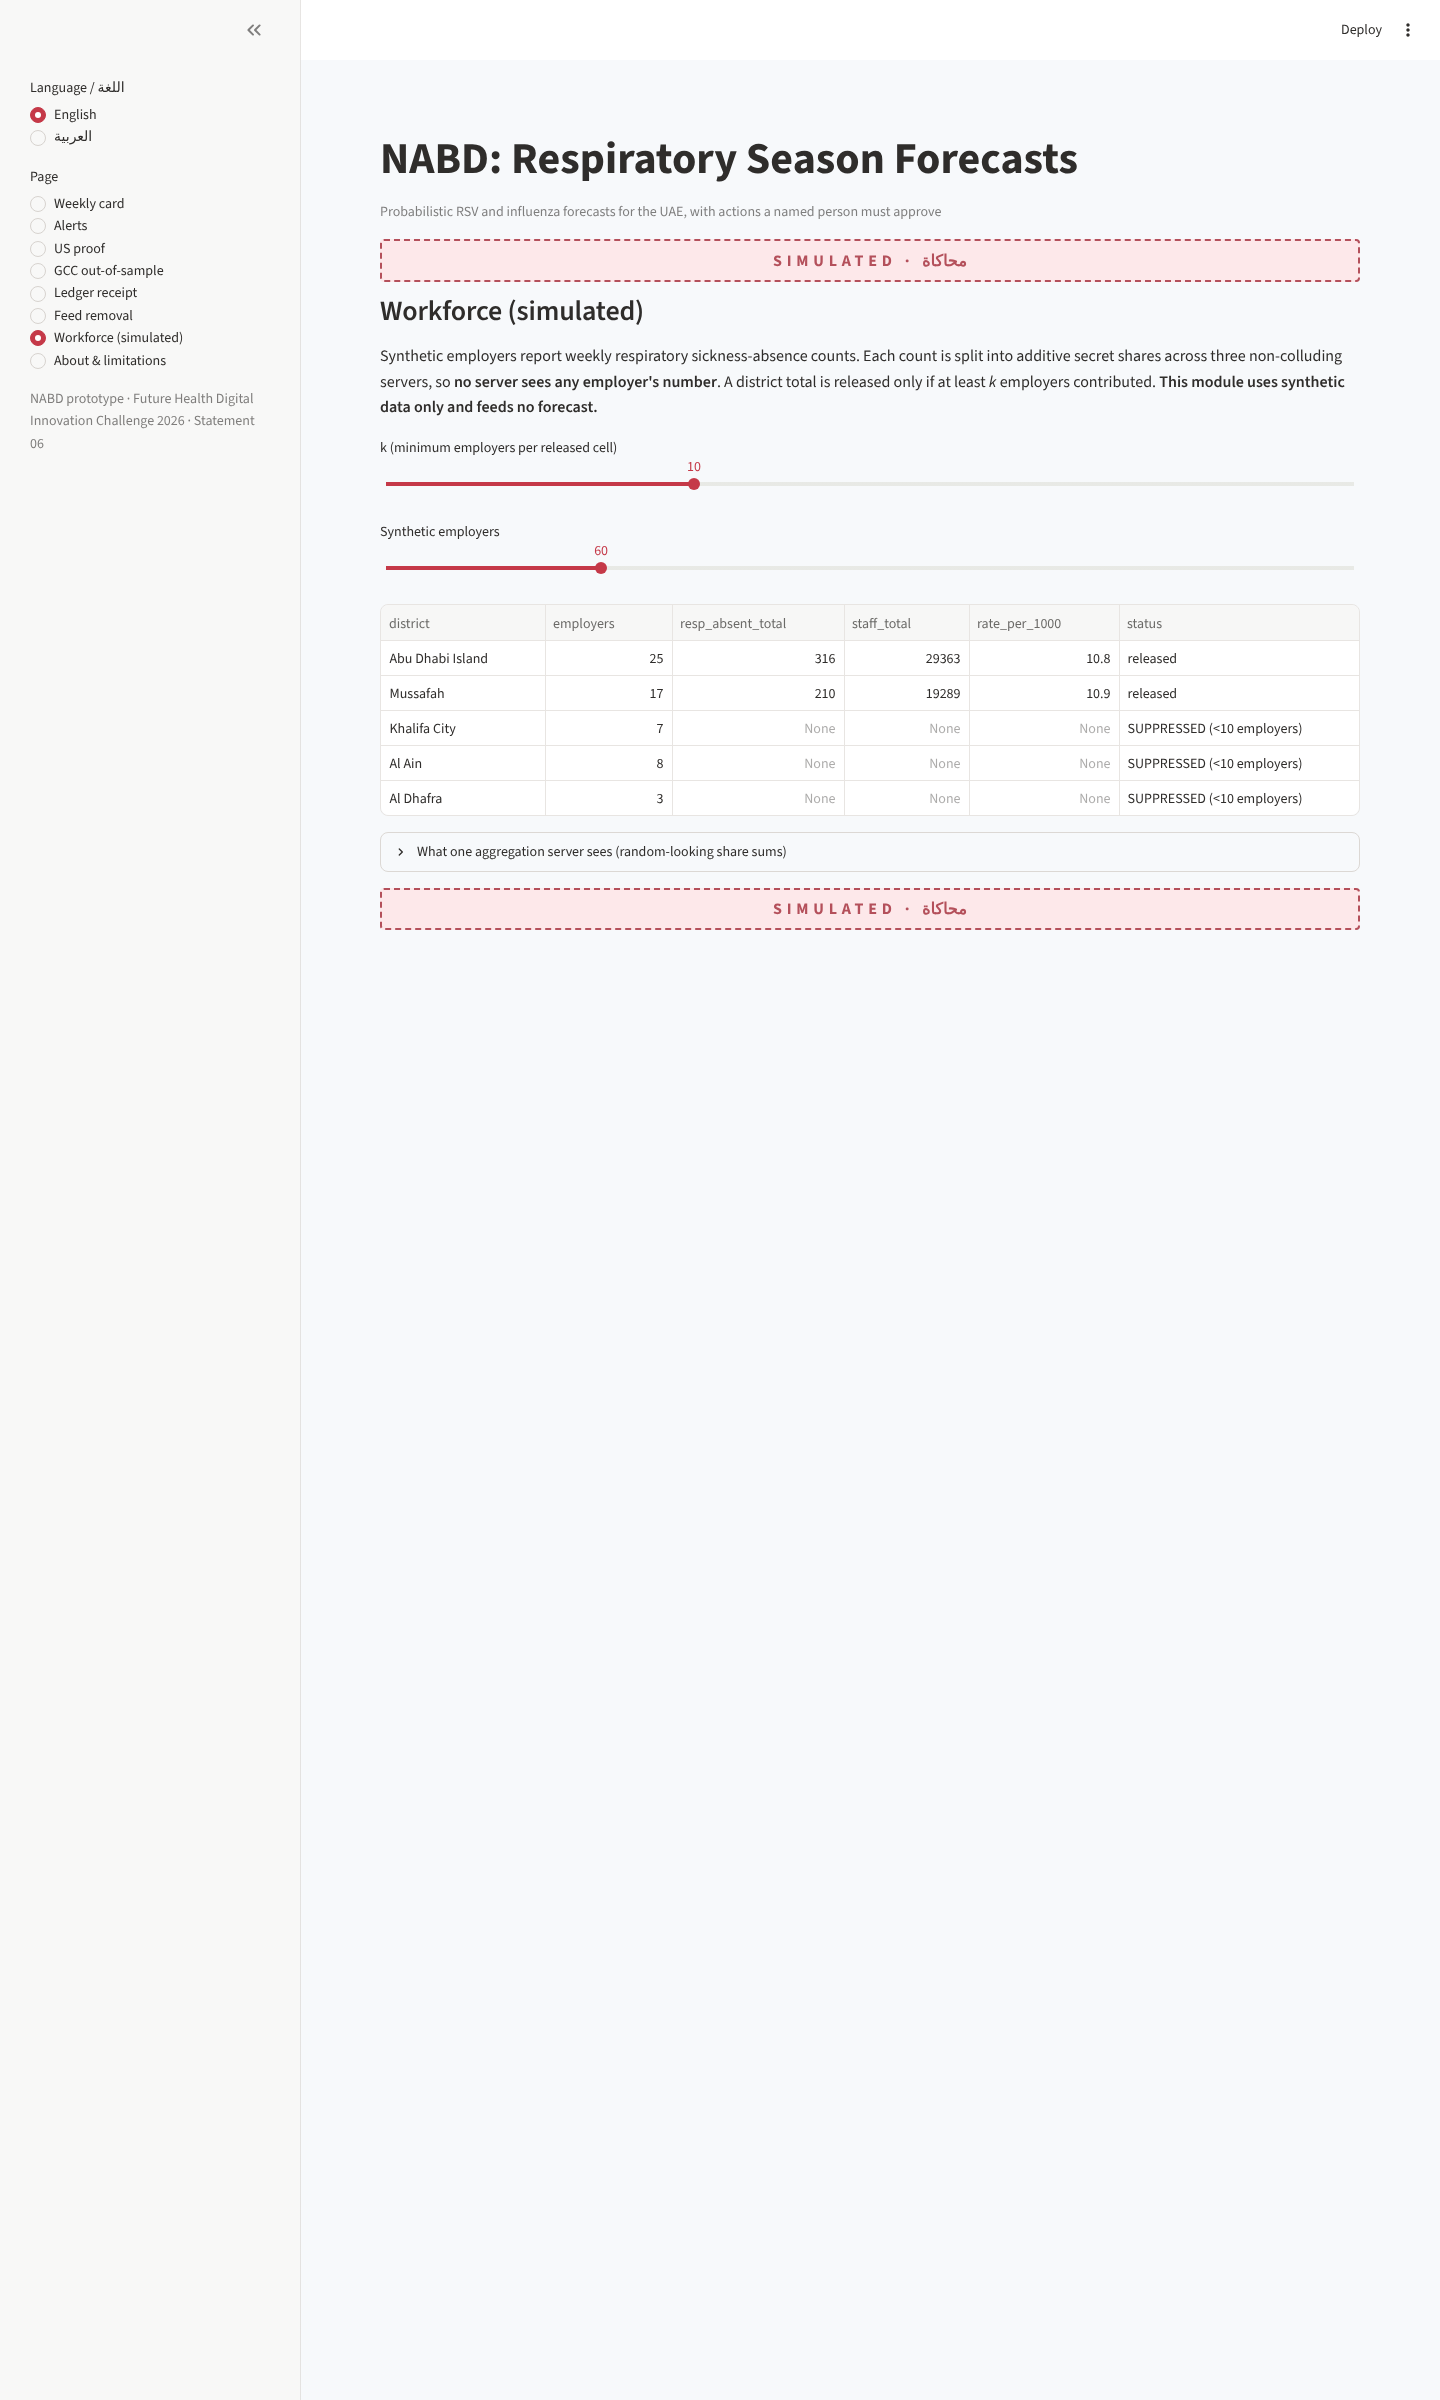 Deploy
Language / اللغة
English
العربية
Page
Weekly card
Alerts
US proof
GCC out-of-sample
Ledger receipt
Feed removal
Workforce (simulated)
About & limitations
NABD prototype · Future Health Digital
Innovation Challenge 2026 · Statement
06
NABD: Respiratory Season Forecasts
Probabilistic RSV and influenza forecasts for the UAE, with actions a named person must approve
SIMULATED · محاكاة
Workforce (simulated)
Synthetic employers report weekly respiratory sickness-absence counts. Each count is split into additive secret shares across three non-colluding
servers, so no server sees any employer's number. A district total is released only if at least k employers contributed. This module uses synthetic
data only and feeds no forecast.
k (minimum employers per released cell)
10
Synthetic employers
60
district employers resp_absent_total staff_total rate_per_1000 status
Abu Dhabi Island 25 316 29363 10.8 released
Mussafah 17 210 19289 10.9 released
Khalifa City 7 None None None SUPPRESSED (<10 employers)
Al Ain 8 None None None SUPPRESSED (<10 employers)
Al Dhafra 3 None None None SUPPRESSED (<10 employers)
What one aggregation server sees (random-looking share sums)
SIMULATED · محاكاة